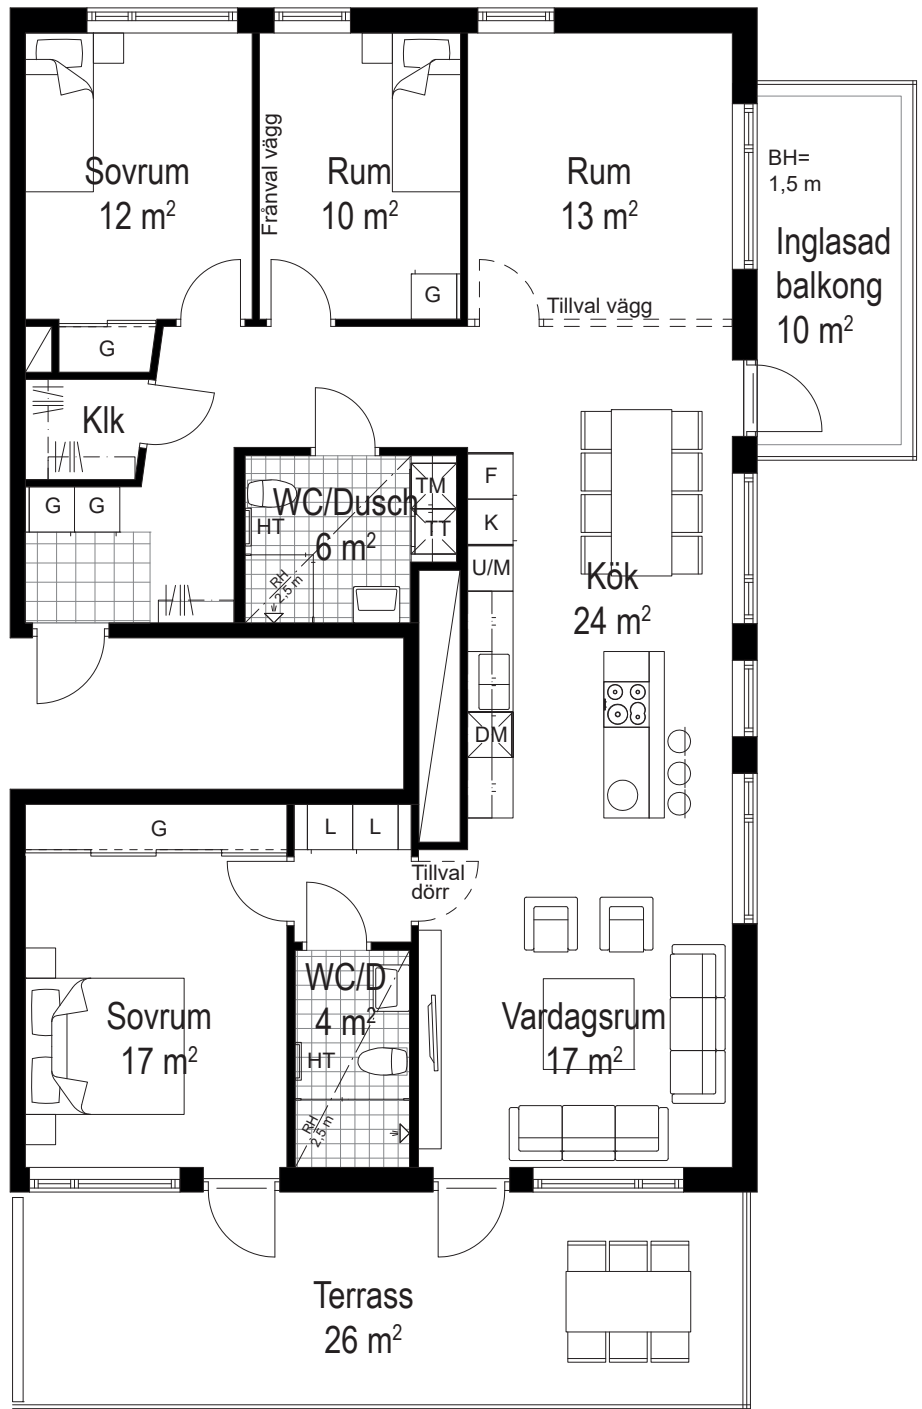 Sovrum
12 m²
Frånval vägg
Rum
10 m²
G
Rum
13 m²
Tillval vägg
BH=
1,5 m
Inglasad
balkong
10 m²
G
Klk
G G
WC/Dusch
6 m²
HT
RH
2,5 m
TM
TT
F
K
U/M
DM
Kök
24 m²
G
L L
Tillval
dörr
Sovrum
17 m²
WC/D
4 m²
HT
RH
2,5 m
Vardagsrum
17 m²
Terrass
26 m²